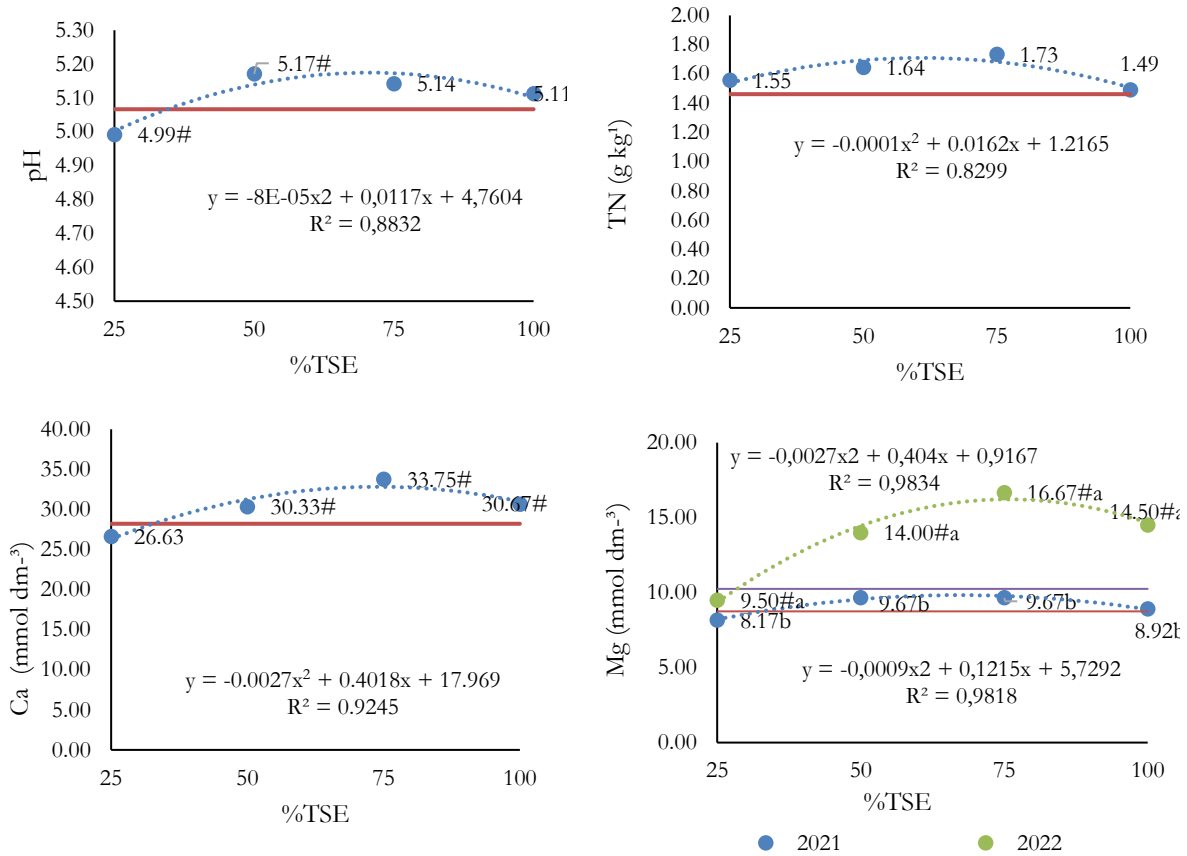 5.30
5.20
5.10
5.00
4.90
4.80
4.70
4.60
4.50
pH
5.17#
5.14
5.11
4.99#
y = -8E-05x2 + 0,0117x + 4,7604
R² = 0,8832
25
50
75
100
%TSE
2.00
1.80
1.60
1.40
1.20
1.00
0.80
0.60
0.40
0.20
0.00
TN (g kg¹)
1.55
1.64
1.73
1.49
y = -0.0001x² + 0.0162x + 1.2165
R² = 0.8299
25
50
75
100
%TSE
40.00
35.00
30.00
25.00
20.00
15.00
10.00
5.00
0.00
Ca (mmol dm-³)
26.63
30.33#
33.75#
30.67#
y = -0.0027x² + 0.4018x + 17.969
R² = 0.9245
25
50
75
100
%TSE
20.00
15.00
10.00
5.00
0.00
Mg (mmol dm-³)
y = -0,0027x2 + 0,404x + 0,9167
R² = 0,9834
16.67#a
14.50#a
14.00#a
9.50#a
8.17b
9.67b
9.67b
8.92b
y = -0,0009x2 + 0,1215x + 5,7292
R² = 0,9818
25
50
75
100
%TSE
2021
2022